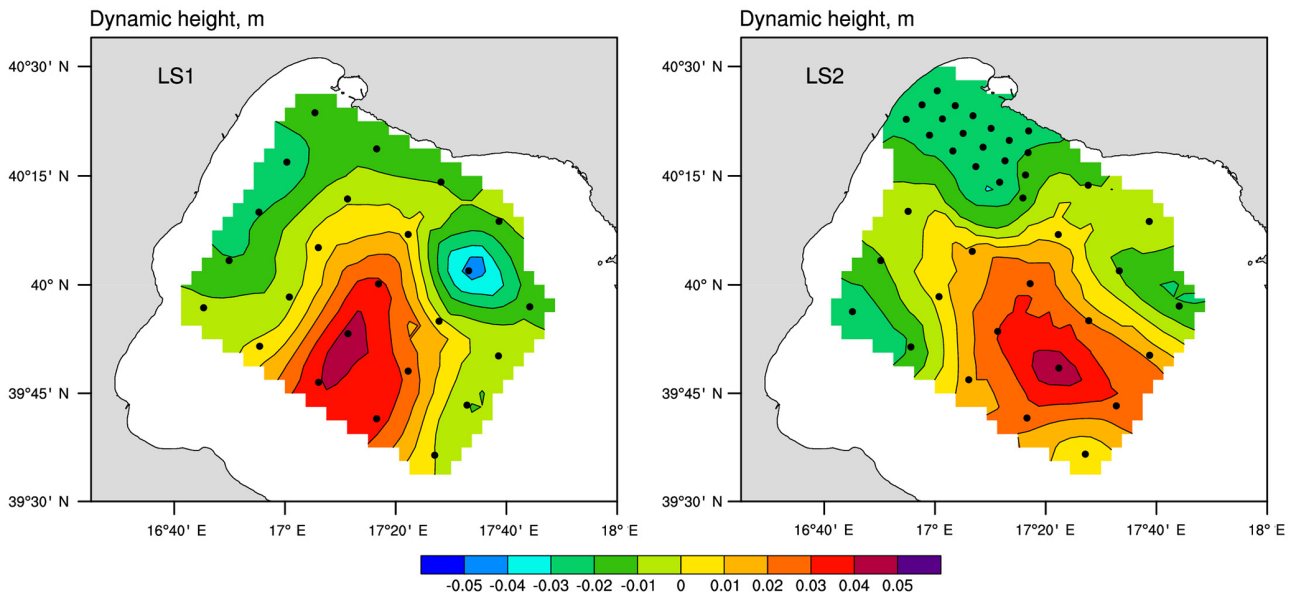 Dynamic height, m
Dynamic height, m
LS1
LS2
40°30' N
40°15' N
40° N
39°45' N
39°30' N
40°30' N
40°15' N
40° N
39°45' N
39°30' N
16°40' E 17° E 17°20' E 17°40' E 18° E
16°40' E 17° E 17°20' E 17°40' E 18° E
-0.05 -0.04 -0.03 -0.02 -0.01 0 0.01 0.02 0.03 0.04 0.05